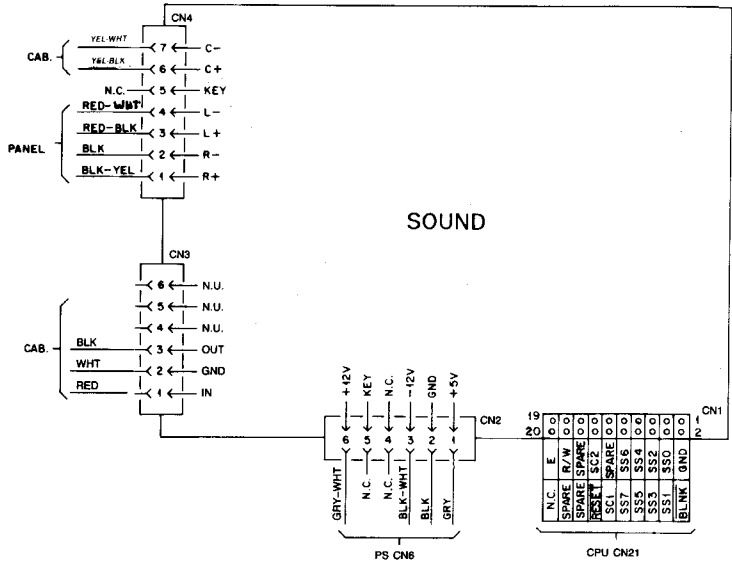 CN4
YEL-WHT 7 C-
CAB.
YEL-BLK 6 C+
N.C. 5 KEY
RED-WHT 4 L-
RED-BLK 3 L+
PANEL
BLK 2 R-
BLK-YEL 1 R+
SOUND
CN3
6 N.U.
5 N.U.
4 N.U.
CAB.
BLK 3 OUT
WHT 2 GND
RED 1 IN
+12V KEY N.C. -12V GND +5V
CN2
6 5 4 3 2 1
GRY-WHT N.C. N.C. BLK-WHT BLK GRY
PS CN6
CN1
19 1
20 2
E R/W SPARE SC2 SPARE SS6 SS4 SS2 SS0 GND
N.C. SPARE SPARE RESET SC1 SS7 SS5 SS3 SS1 BLNK
CPU CN21